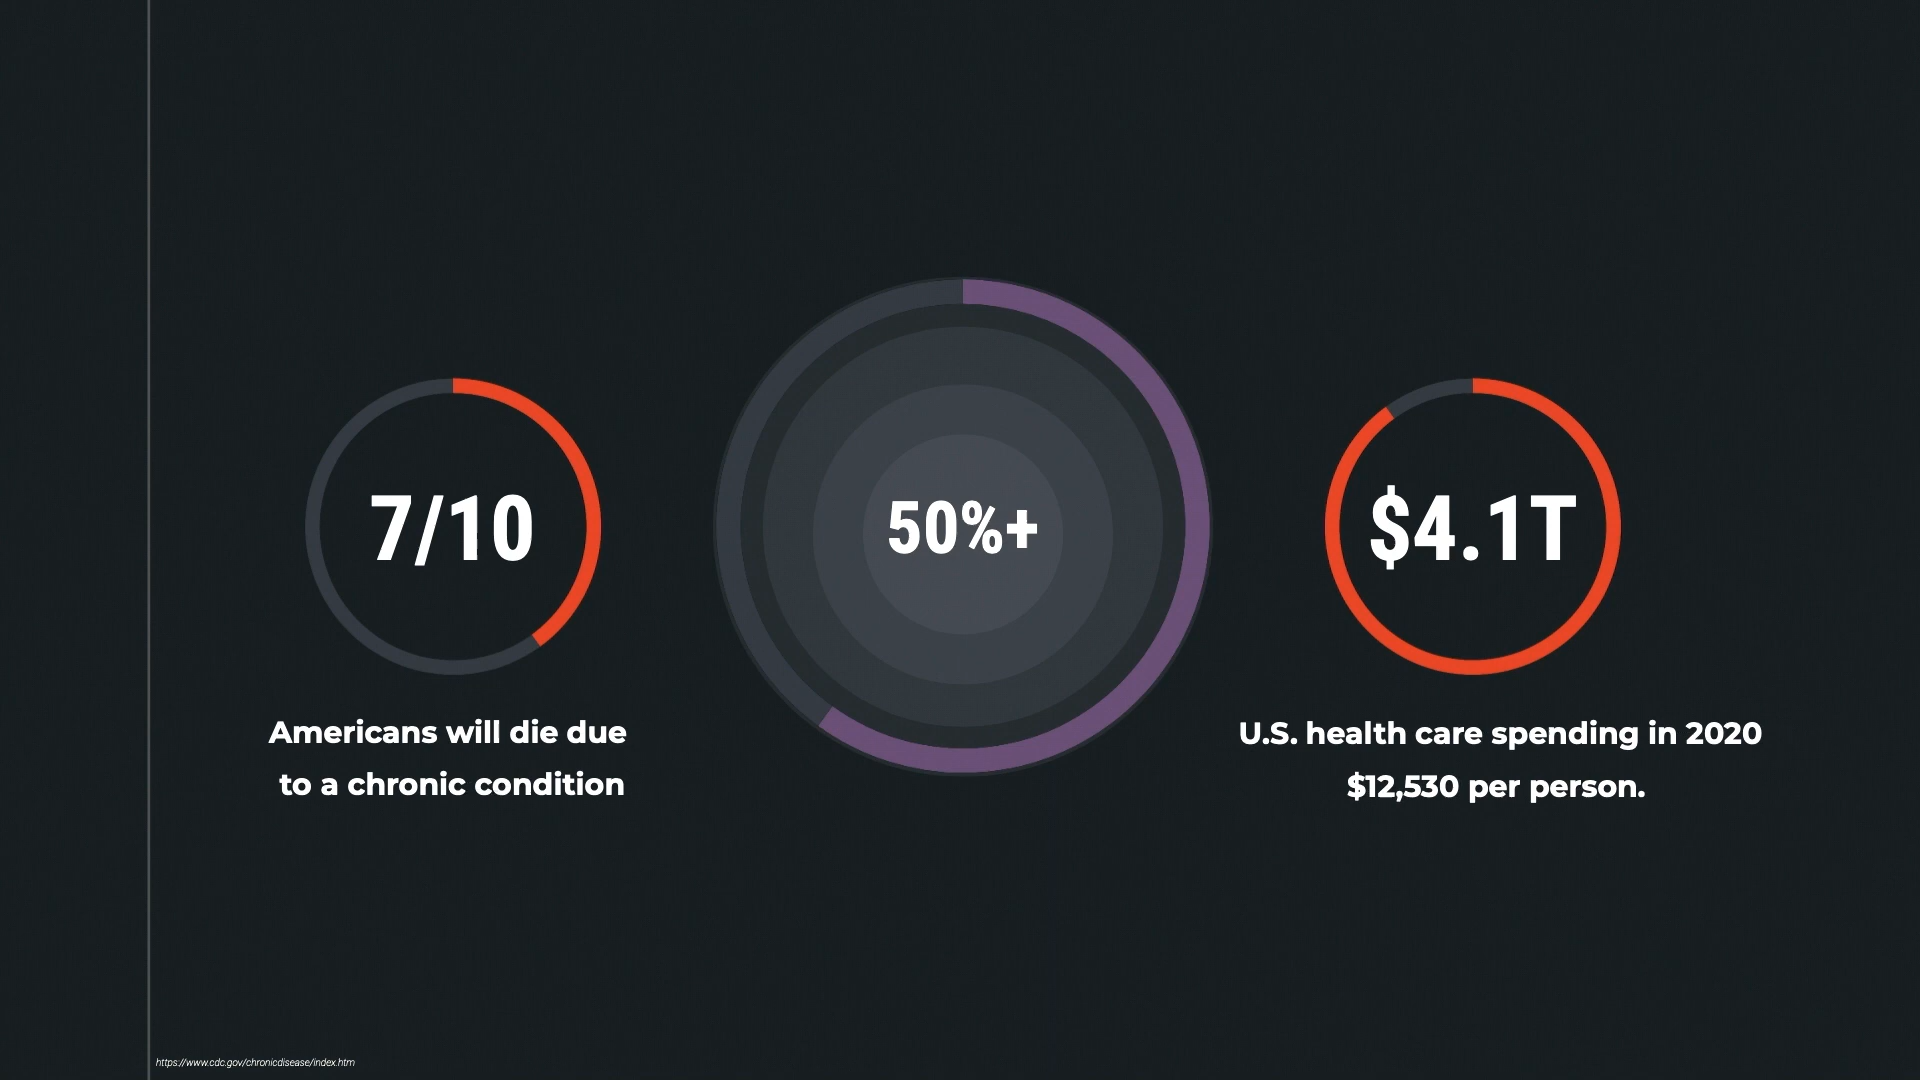 7/10
Americans will die due
to a chronic condition
50%+
$4.1T
U.S. health care spending in 2020
$12,530 per person.
https://www.cdc.gov/chronicdisease/index.htm